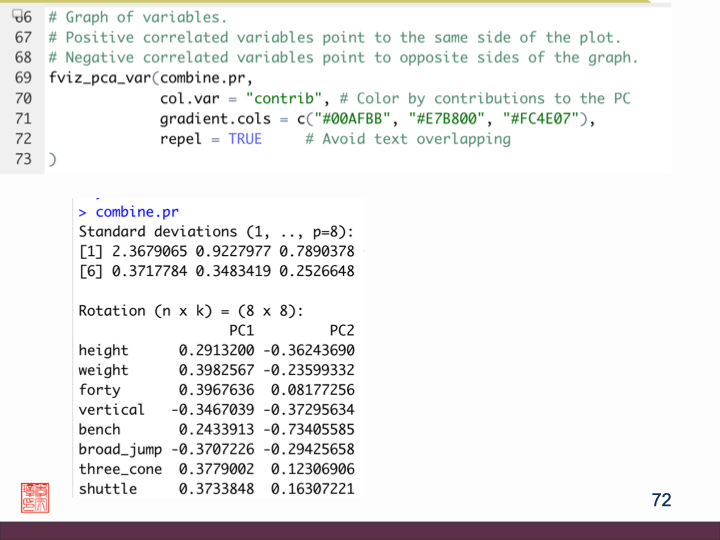 66 # Graph of variables.
67 # Positive correlated variables point to the same side of the plot.
68 # Negative correlated variables point to opposite sides of the graph.
69 fviz_pca_var(combine.pr,
70 col.var = "contrib", # Color by contributions to the PC
71 gradient.cols = c("#00AFBB", "#E7B800", "#FC4E07"),
72 repel = TRUE # Avoid text overlapping
73 )
> combine.pr
Standard deviations (1, .., p=8):
[1] 2.3679065 0.9227977 0.7890378
[6] 0.3717784 0.3483419 0.2526648
Rotation (n x k) = (8 x 8):
PC1 PC2
height 0.2913200 -0.36243690
weight 0.3982567 -0.23599332
forty 0.3967636 0.08177256
vertical -0.3467039 -0.37295634
bench 0.2433913 -0.73405585
broad_jump -0.3707226 -0.29425658
three_cone 0.3779002 0.12306906
shuttle 0.3733848 0.16307221
72